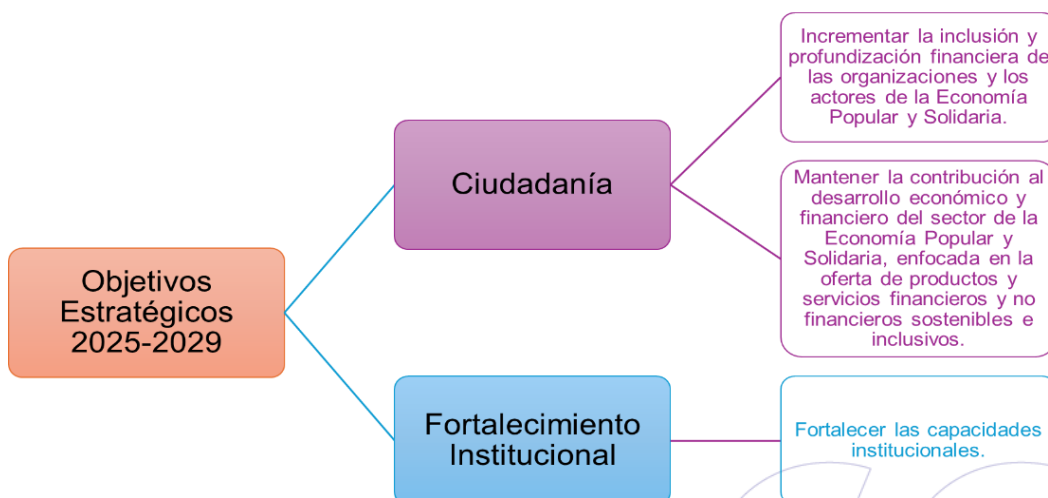 Objetivos
Estratégicos
2025-2029
Ciudadanía
Incrementar la inclusión y
profundización financiera de
las organizaciones y los
actores de la Economía
Popular y Solidaria.
Mantener la contribución al
desarrollo económico y
financiero del sector de la
Economía Popular y
Solidaria, enfocada en la
oferta de productos y
servicios financieros y no
financieros sostenibles e
inclusivos.
Fortalecimiento
Institucional
Fortalecer las capacidades
institucionales.